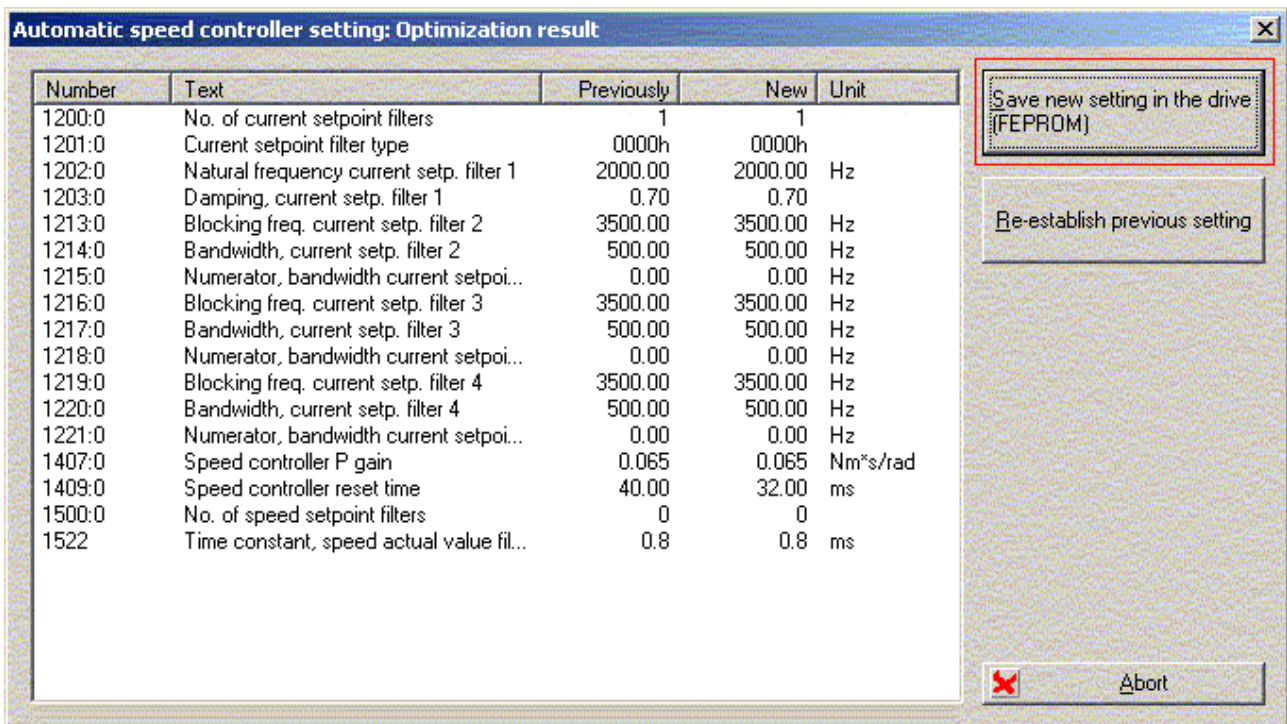 Automatic speed controller setting: Optimization result
Number Text Previously New Unit
1200:0 No. of current setpoint filters 1 1
1201:0 Current setpoint filter type 0000h 0000h
1202:0 Natural frequency current setp. filter 1 2000.00 2000.00 Hz
1203:0 Damping, current setp. filter 1 0.70 0.70
1213:0 Blocking freq. current setp. filter 2 3500.00 3500.00 Hz
1214:0 Bandwidth, current setp. filter 2 500.00 500.00 Hz
1215:0 Numerator, bandwidth current setpoi... 0.00 0.00 Hz
1216:0 Blocking freq. current setp. filter 3 3500.00 3500.00 Hz
1217:0 Bandwidth, current setp. filter 3 500.00 500.00 Hz
1218:0 Numerator, bandwidth current setpoi... 0.00 0.00 Hz
1219:0 Blocking freq. current setp. filter 4 3500.00 3500.00 Hz
1220:0 Bandwidth, current setp. filter 4 500.00 500.00 Hz
1221:0 Numerator, bandwidth current setpoi... 0.00 0.00 Hz
1407:0 Speed controller P gain 0.065 0.065 Nm*s/rad
1409:0 Speed controller reset time 40.00 32.00 ms
1500:0 No. of speed setpoint filters 0 0
1522 Time constant, speed actual value fil... 0.8 0.8 ms
Save new setting in the drive
(FEPROM)
Re-establish previous setting
Abort